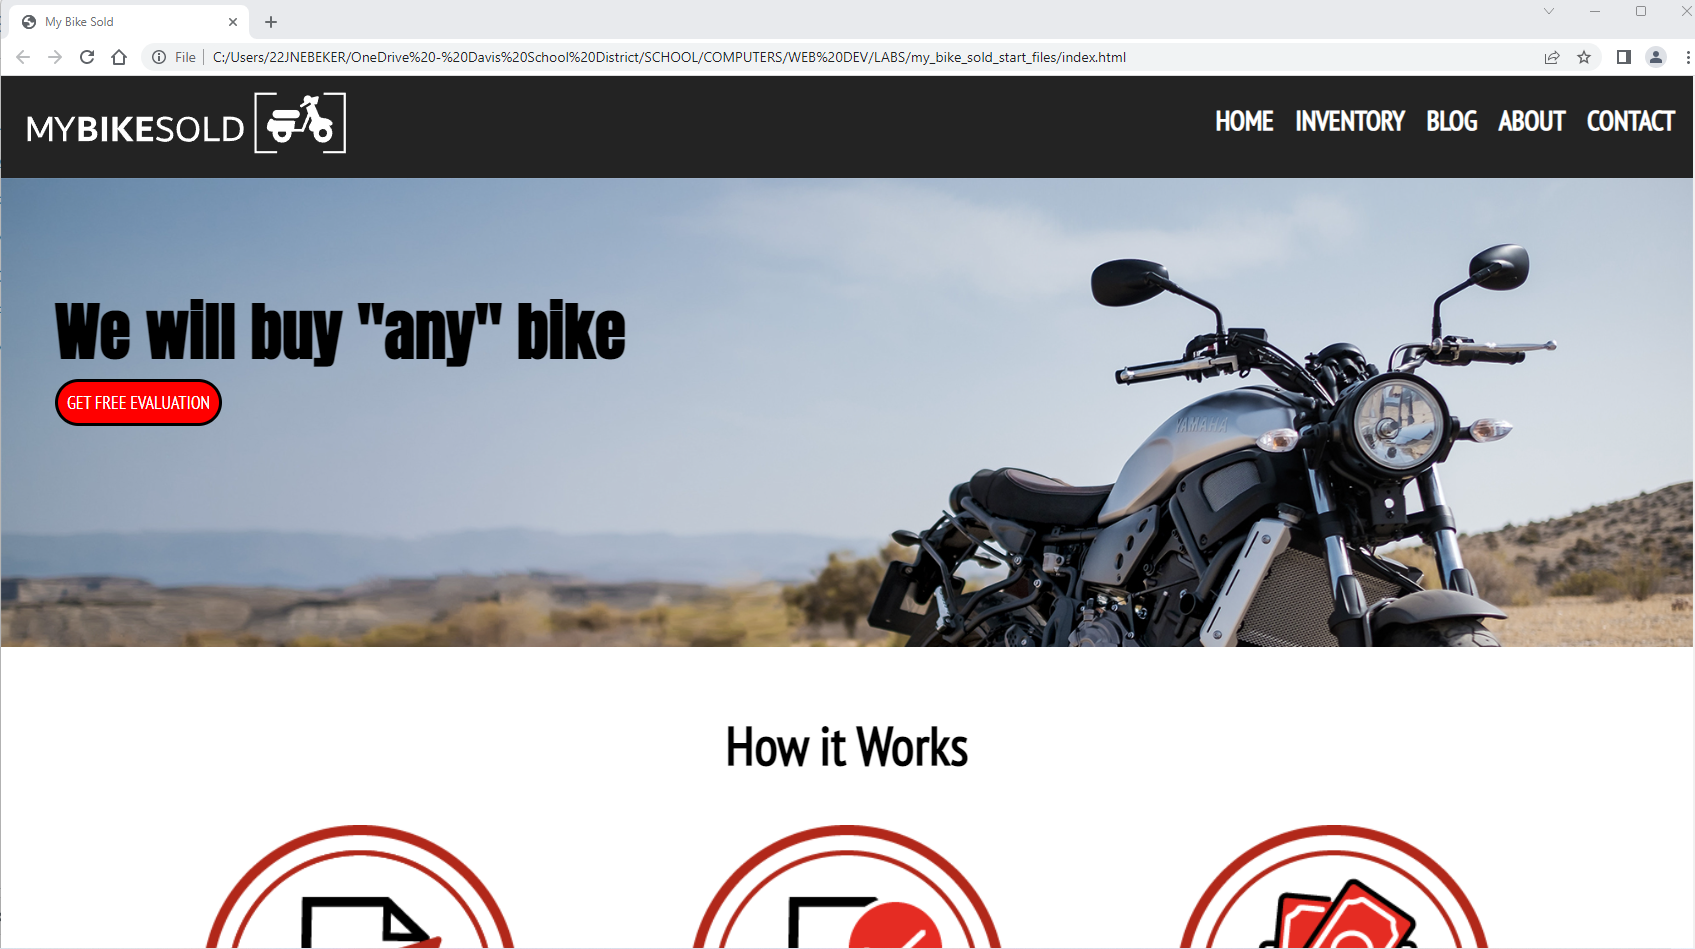 My Bike Sold
File
C:/Users/22JNEBEKER/OneDrive%20-%20Davis%20School%20District/SCHOOL/COMPUTERS/WEB%20DEV/LABS/my_bike_sold_start_files/index.html
MYBIKESOLD
HOME INVENTORY BLOG ABOUT CONTACT
We will buy "any" bike
GET FREE EVALUATION
YAMAHA
How it Works